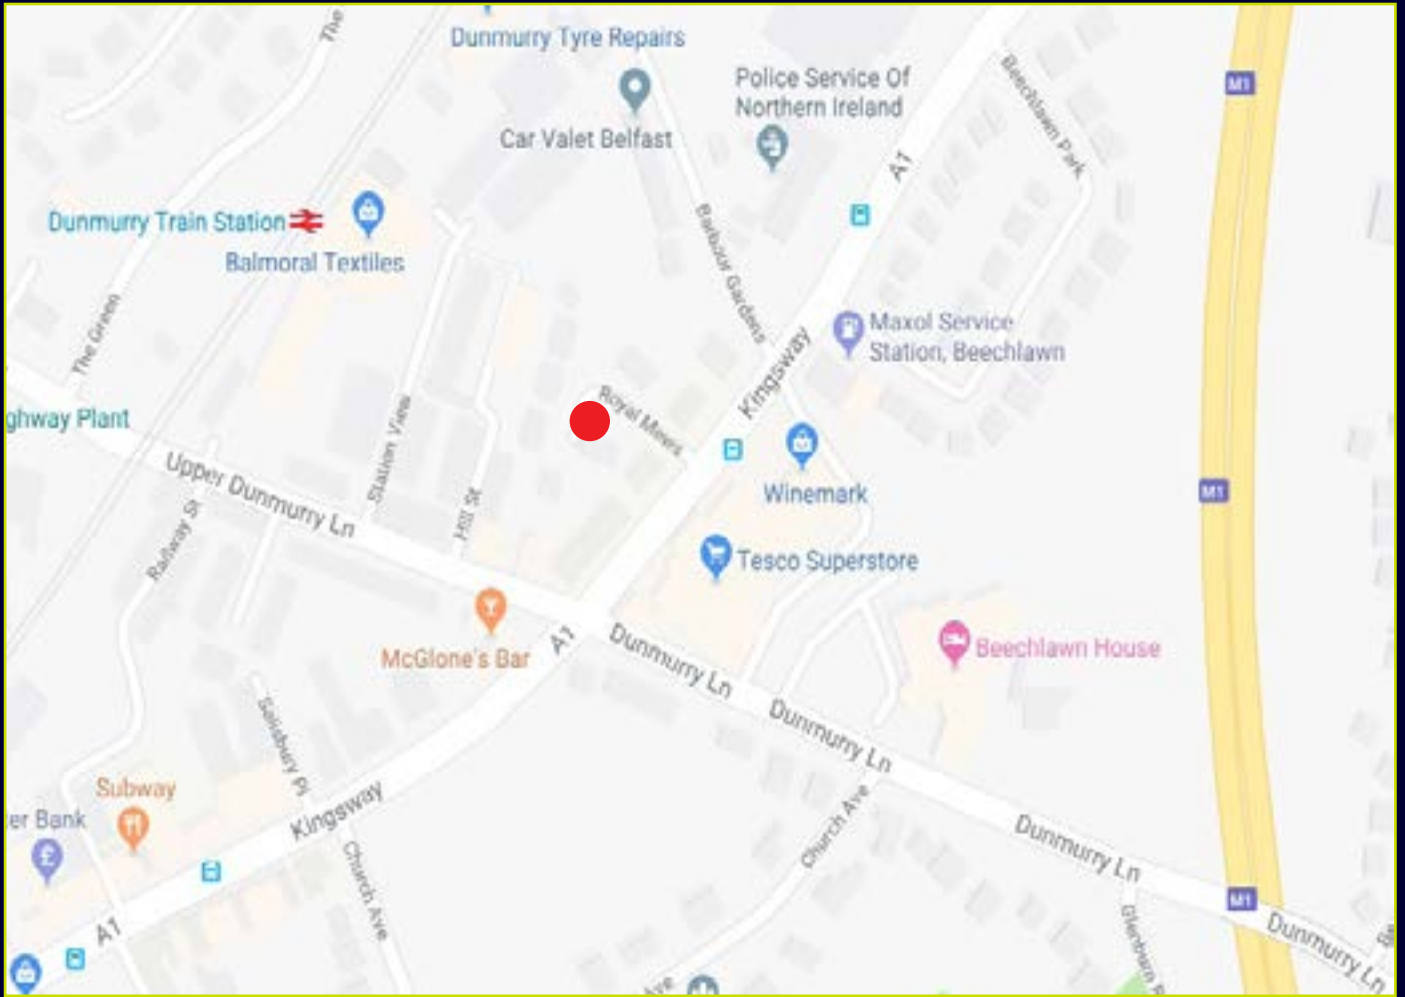 The
Dunmurry Tyre Repairs
Police Service Of
Northern Ireland
Car Valet Belfast
Beechlawn Park
M1
A1
Dunmurry Train Station
Balmoral Textiles
Barbour Gardens
The Green
Maxol Service
Station, Beechlawn
Kingsway
Royal Mews
ghway Plant
Station View
Winemark
M1
Upper Dunmurry Ln
Hill St
Railway St
Tesco Superstore
McGlone's Bar
A1
Dunmurry Ln
Beechlawn House
Dunmurry Ln
Salisbury Pl
Subway
Kingsway
er Bank
£
Church Ave
Church Ave
Dunmurry Ln
M1
A1
Dunmurry Ln
Glenburn R
Ave